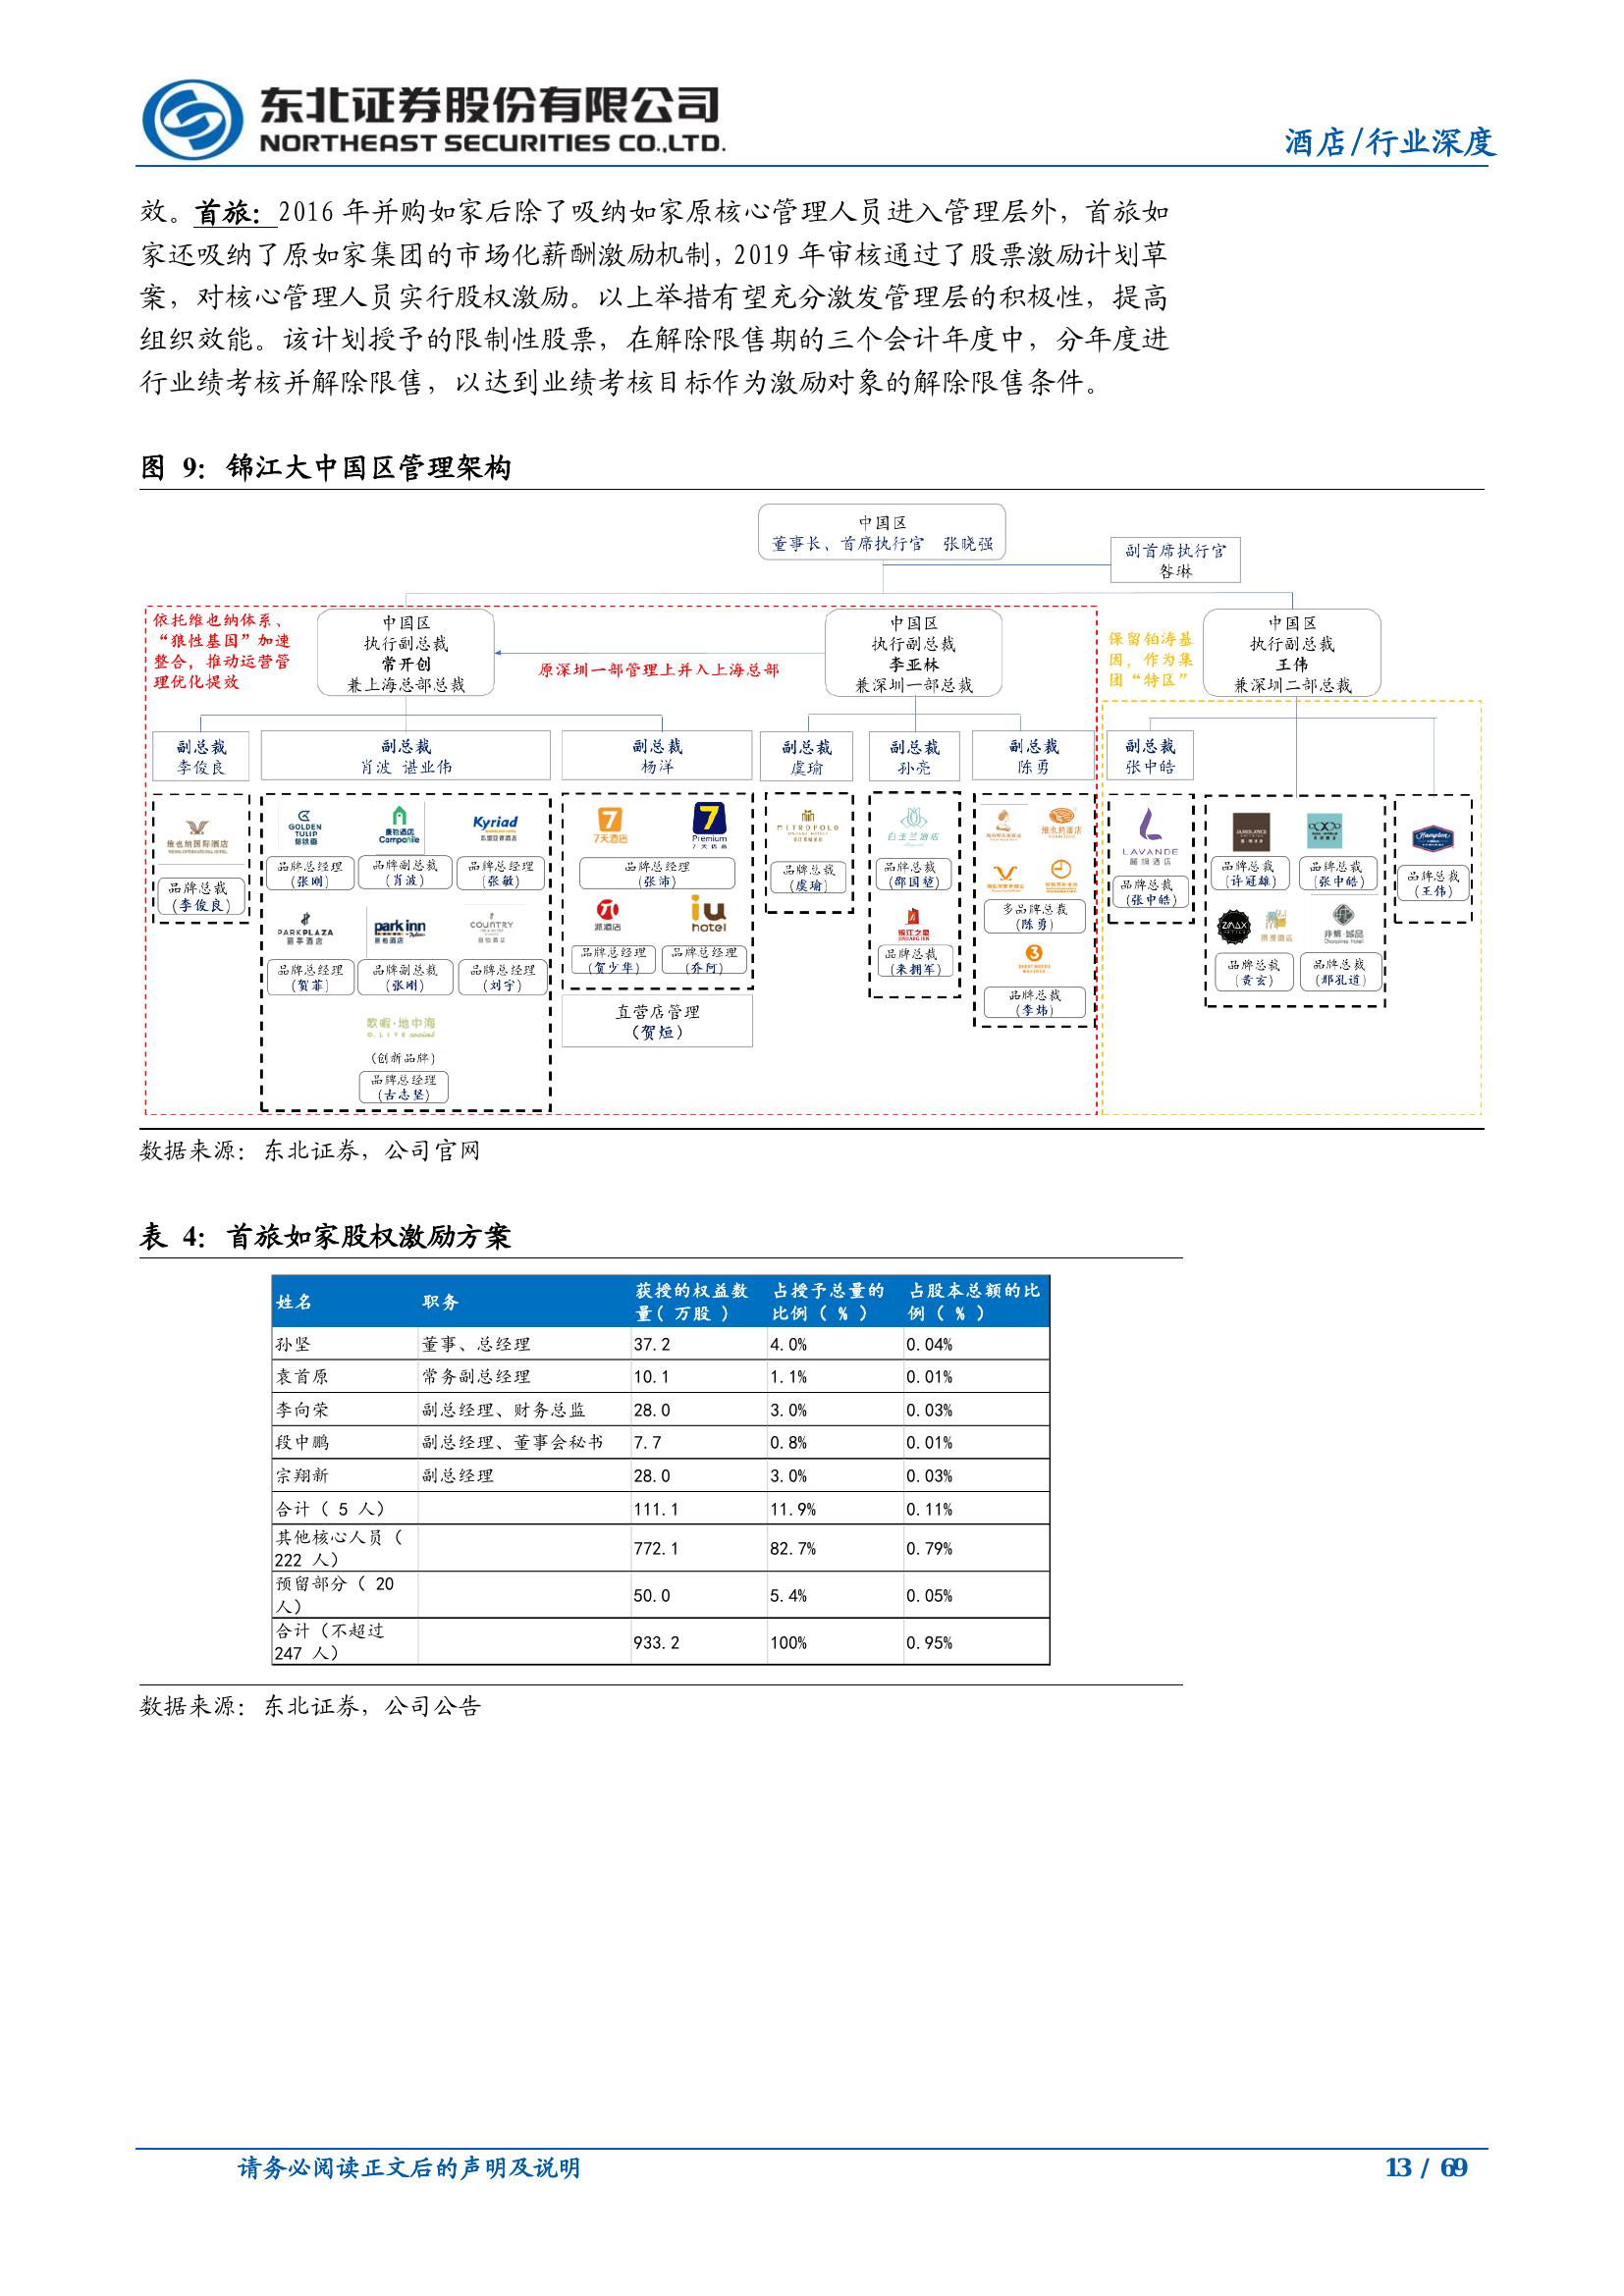 东北证券股份有限公司
NORTHEAST SECURITIES CO.,LTD.
酒店/行业深度
效。首旅：2016 年并购如家后除了吸纳如家原核心管理人员进入管理层外，首旅如
家还吸纳了原如家集团的市场化薪酬激励机制，2019 年审核通过了股票激励计划草
案，对核心管理人员实行股权激励。以上举措有望充分激发管理层的积极性，提高
组织效能。该计划授予的限制性股票，在解除限售期的三个会计年度中，分年度进
行业绩考核并解除限售，以达到业绩考核目标作为激励对象的解除限售条件。
图 9：锦江大中国区管理架构
中国区
董事长、首席执行官 张晓强
副首席执行官
昝琳
依托维也纳体系、
“狼性基因”加速
整合，推动运营管
理优化提效
中国区
执行副总裁
常开创
兼上海总部总裁
原深圳一部管理上并入上海总部
中国区
执行副总裁
李亚林
兼深圳一部总裁
保留铂涛基
因，作为集
团“特区”
中国区
执行副总裁
王伟
兼深圳二部总裁
副总裁
李俊良
副总裁
肖波 谌业伟
副总裁
杨洋
副总裁
虞瑜
副总裁
孙亮
副总裁
陈勇
副总裁
张中皓
维也纳国际酒店
品牌总裁
（李俊良）
GOLDEN
TULIP
郁锦香
品牌总经理
（张刚）
康铂酒店
Campanile
品牌副总裁
（肖波）
Kyriad
品牌总经理
（张敏）
PARKPLAZA
丽亭酒店
品牌总经理
（贺菲）
park inn
丽柏酒店
品牌副总裁
（张刚）
COUNTRY
品牌总经理
（刘宇）
欧暇·地中海
O.LIVE social
（创新品牌）
品牌总经理
（古志坚）
7天酒店
7
Premium
7天优品
品牌总经理
（张沛）
派酒店
品牌总经理
（贺少华）
iu
hotel
品牌总经理
（乔阿）
直营店管理
（贺烜）
METROPOLO
品牌总裁
（虞瑜）
白玉兰酒店
品牌总裁
（邵国堃）
锦江之星
JINJIANG INN
品牌总裁
（来拥军）
维也纳酒店
多品牌总裁
（陈勇）
3
品牌总裁
（李炜）
LAVANDE
麗枫酒店
品牌总裁
（张中皓）
JAMES JOYCE
品牌总裁
（许冠雄）
品牌总裁
（张中皓）
ZMAX
品牌总裁
（黄玄）
非繁·城品
品牌总裁
（邢孔道）
Hampton
品牌总裁
（王伟）
数据来源：东北证券，公司官网
表 4：首旅如家股权激励方案
姓名 职务 获授的权益数量（万股） 占授予总量的比例（%） 占股本总额的比例（%）
孙坚 董事、总经理 37.2 4.0% 0.04%
袁首原 常务副总经理 10.1 1.1% 0.01%
李向荣 副总经理、财务总监 28.0 3.0% 0.03%
段中鹏 副总经理、董事会秘书 7.7 0.8% 0.01%
宗翔新 副总经理 28.0 3.0% 0.03%
合计（ 5 人） 111.1 11.9% 0.11%
其他核心人员（ 222 人） 772.1 82.7% 0.79%
预留部分（ 20 人） 50.0 5.4% 0.05%
合计（不超过 247 人） 933.2 100% 0.95%
数据来源：东北证券，公司公告
请务必阅读正文后的声明及说明
13 / 69